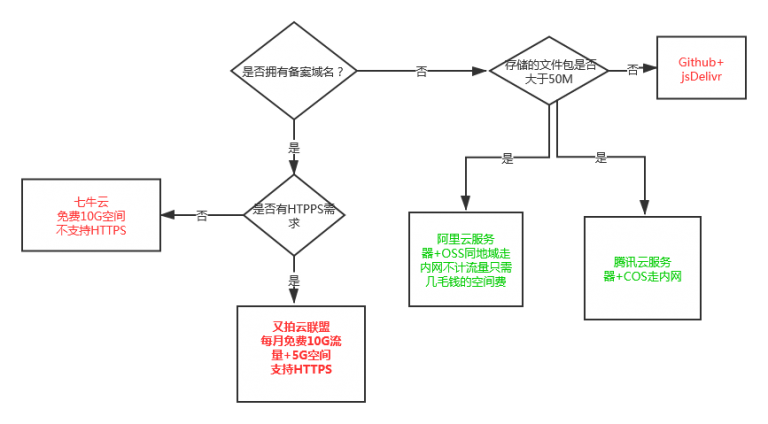 是否拥有备案域名？
否
存储的文件包是否
大于50M
否
Github+
jsDelivr
是
是
是
七牛云
免费10G空间
不支持HTTPS
否
是否有HTPPS需
求
阿里云服务
器+OSS同地域走
内网不计流量只需
几毛钱的空间费
腾讯云服务
器+COS走内网
是
又拍云联盟
每月免费10G流
量+5G空间
支持HTTPS